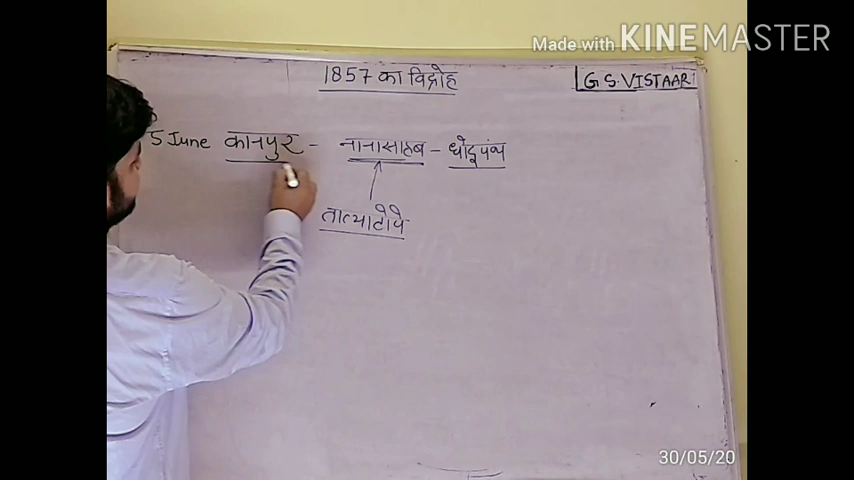 Made with KINEMASTER
1857 का विद्रोह
G.S.VISTAAR
5 June कानपुर - नानासाहब - धोड़ूपंथ
तात्याटोपे
30/05/20